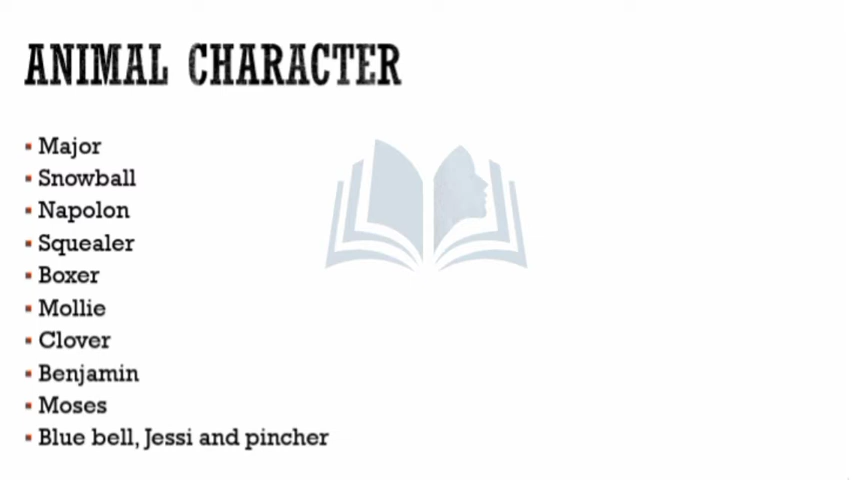 ANIMAL CHARACTER
Major
Snowball
Napolon
Squealer
Boxer
Mollie
Clover
Benjamin
Moses
Blue bell, Jessi and pincher